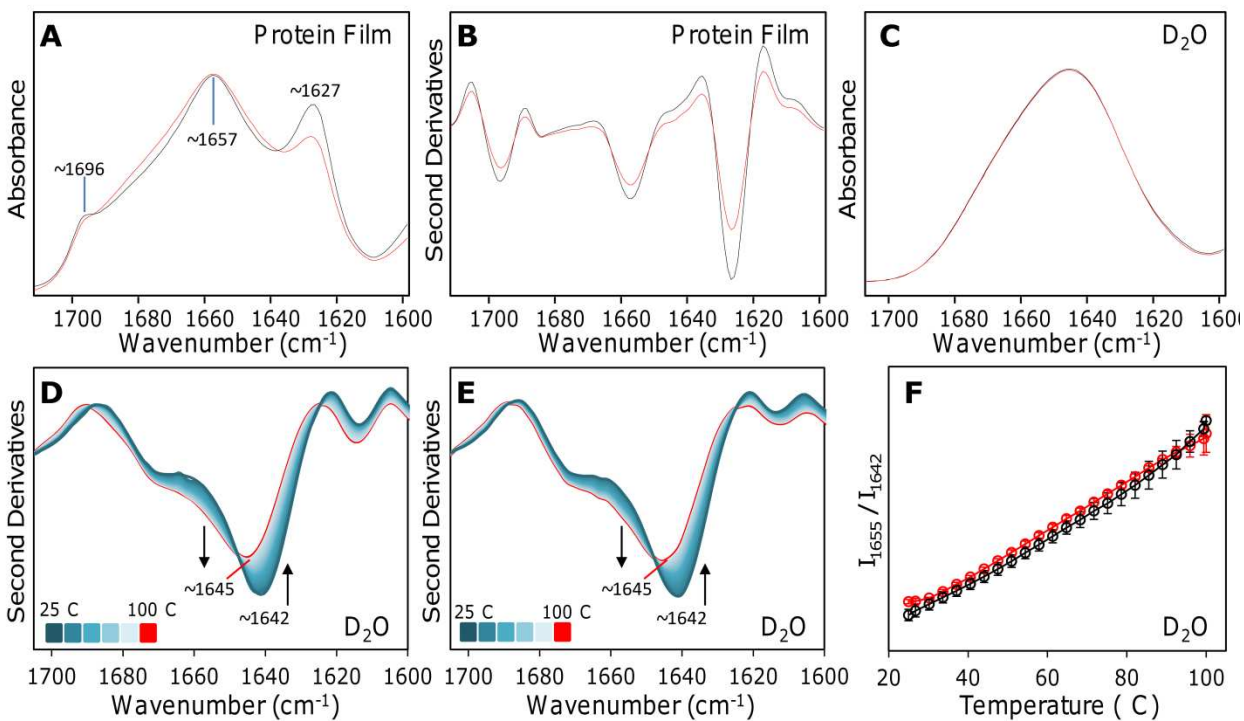 A
Protein Film
~1696
~1657
~1627
Absorbance
1700 1680 1660 1640 1620 1600
Wavenumber (cm-1)
B
Protein Film
Second Derivatives
1700 1680 1660 1640 1620 1600
Wavenumber (cm-1)
C
D2O
Absorbance
1700 1680 1660 1640 1620 1600
Wavenumber (cm-1)
D
Second Derivatives
~1645
~1642
25 C 100 C
D2O
1700 1680 1660 1640 1620 1600
Wavenumber (cm-1)
E
Second Derivatives
~1645
~1642
25 C 100 C
D2O
1700 1680 1660 1640 1620 1600
Wavenumber (cm-1)
F
I1655 / I1642
D2O
20 40 60 80 100
Temperature ( C)